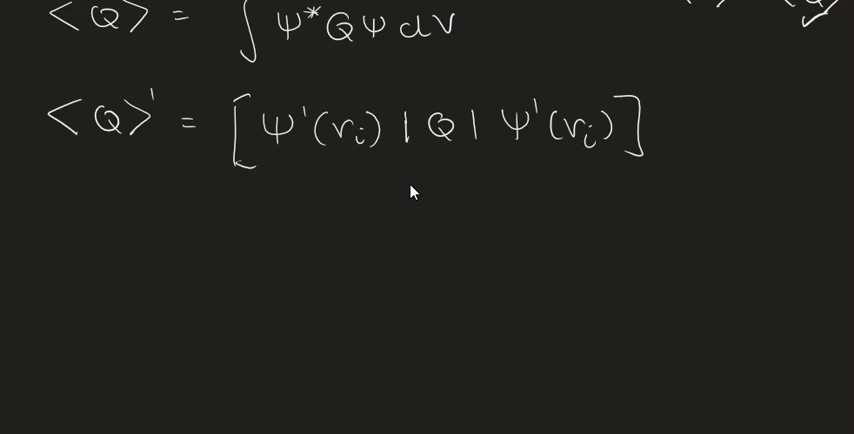 <Q> = ∫ ψ* Q ψ dv
<Q>' = [ψ'(rᵢ) | Q | ψ'(rᵢ)]